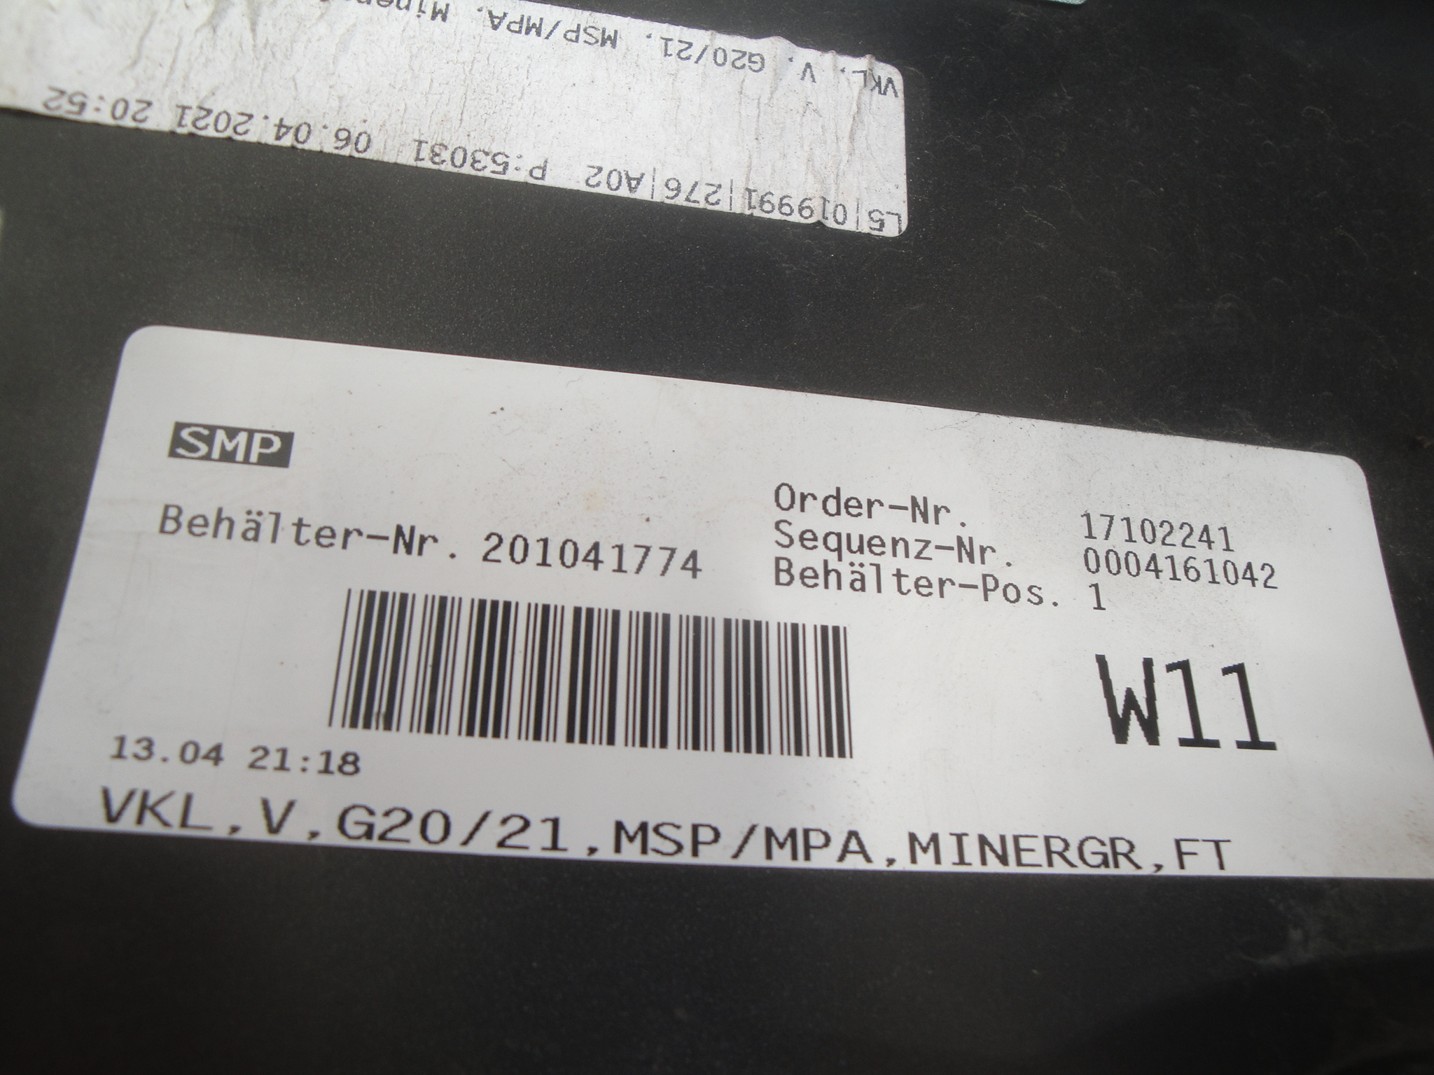 VKL. V. G20/21. MSP/MPA.
L5|019991|276|A02 P:53031 06.04.2021 20:52
SMP
Behälter-Nr. 201041774
Order-Nr. 17102241
Sequenz-Nr. 0004161042
Behälter-Pos. 1
W11
13.04 21:18
VKL,V,G20/21,MSP/MPA,MINERGR,FT